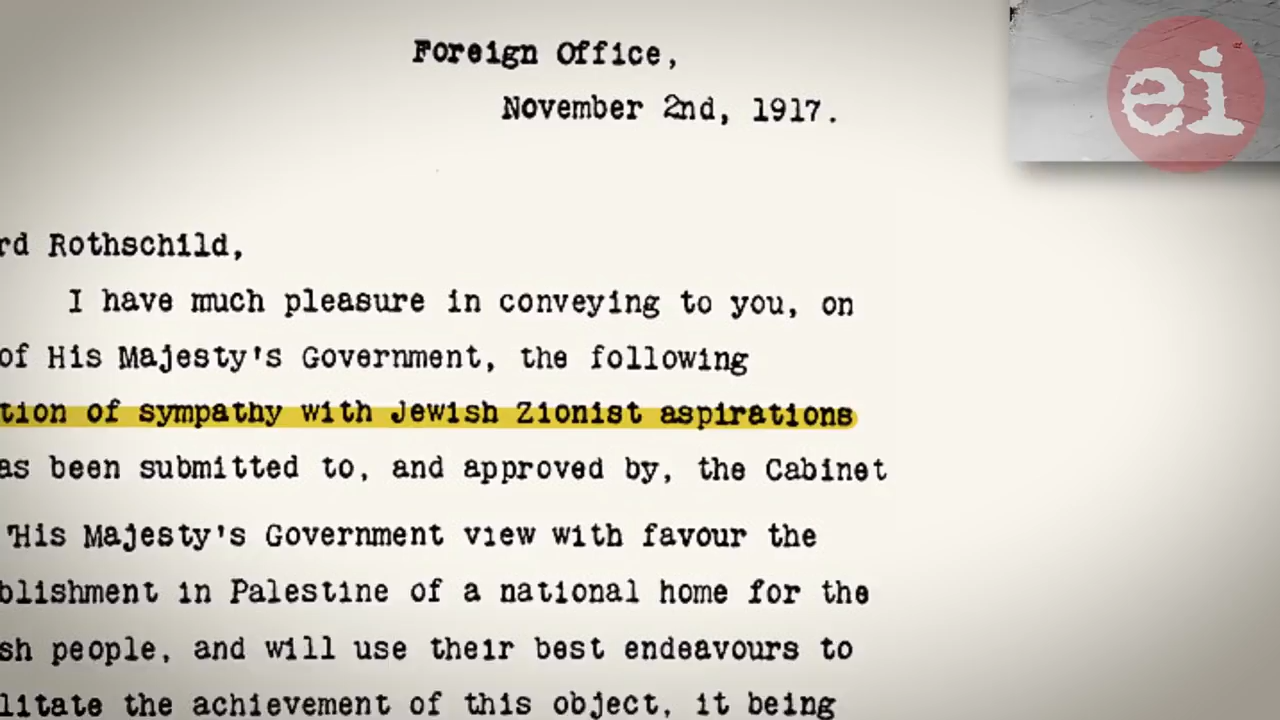 Foreign Office,
November 2nd, 1917.
ei
rd Rothschild,
I have much pleasure in conveying to you, on
of His Majesty's Government, the following
tion of sympathy with Jewish Zionist aspirations
as been submitted to, and approved by, the Cabinet
"His Majesty's Government view with favour the
blishment in Palestine of a national home for the
sh people, and will use their best endeavours to
litate the achievement of this object, it being